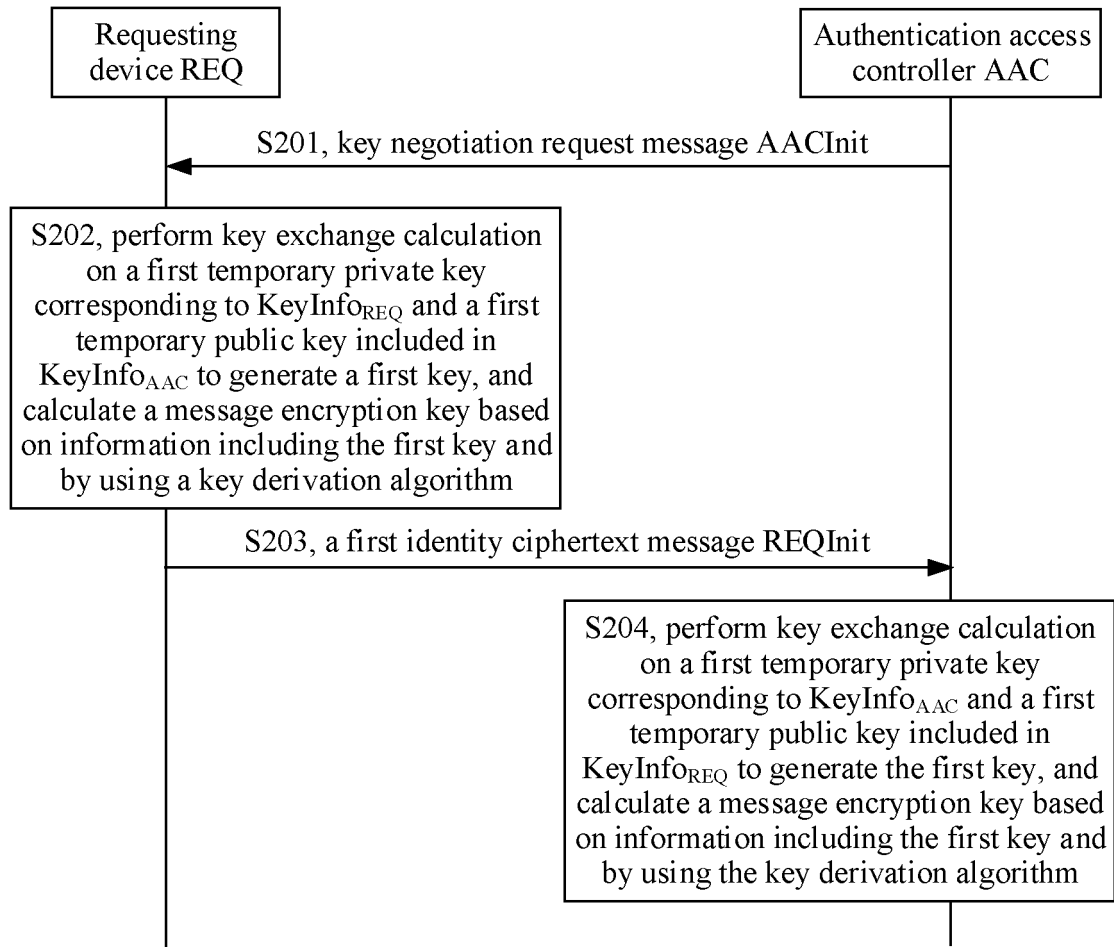 Requesting
device REQ
Authentication access
controller AAC
S201, key negotiation request message AACInit
S202, perform key exchange calculation
on a first temporary private key
corresponding to KeyInfoREQ and a first
temporary public key included in
KeyInfoAAC to generate a first key, and
calculate a message encryption key based
on information including the first key and
by using a key derivation algorithm
S203, a first identity ciphertext message REQInit
S204, perform key exchange calculation
on a first temporary private key
corresponding to KeyInfoAAC and a first
temporary public key included in
KeyInfoREQ to generate the first key, and
calculate a message encryption key based
on information including the first key and
by using the key derivation algorithm